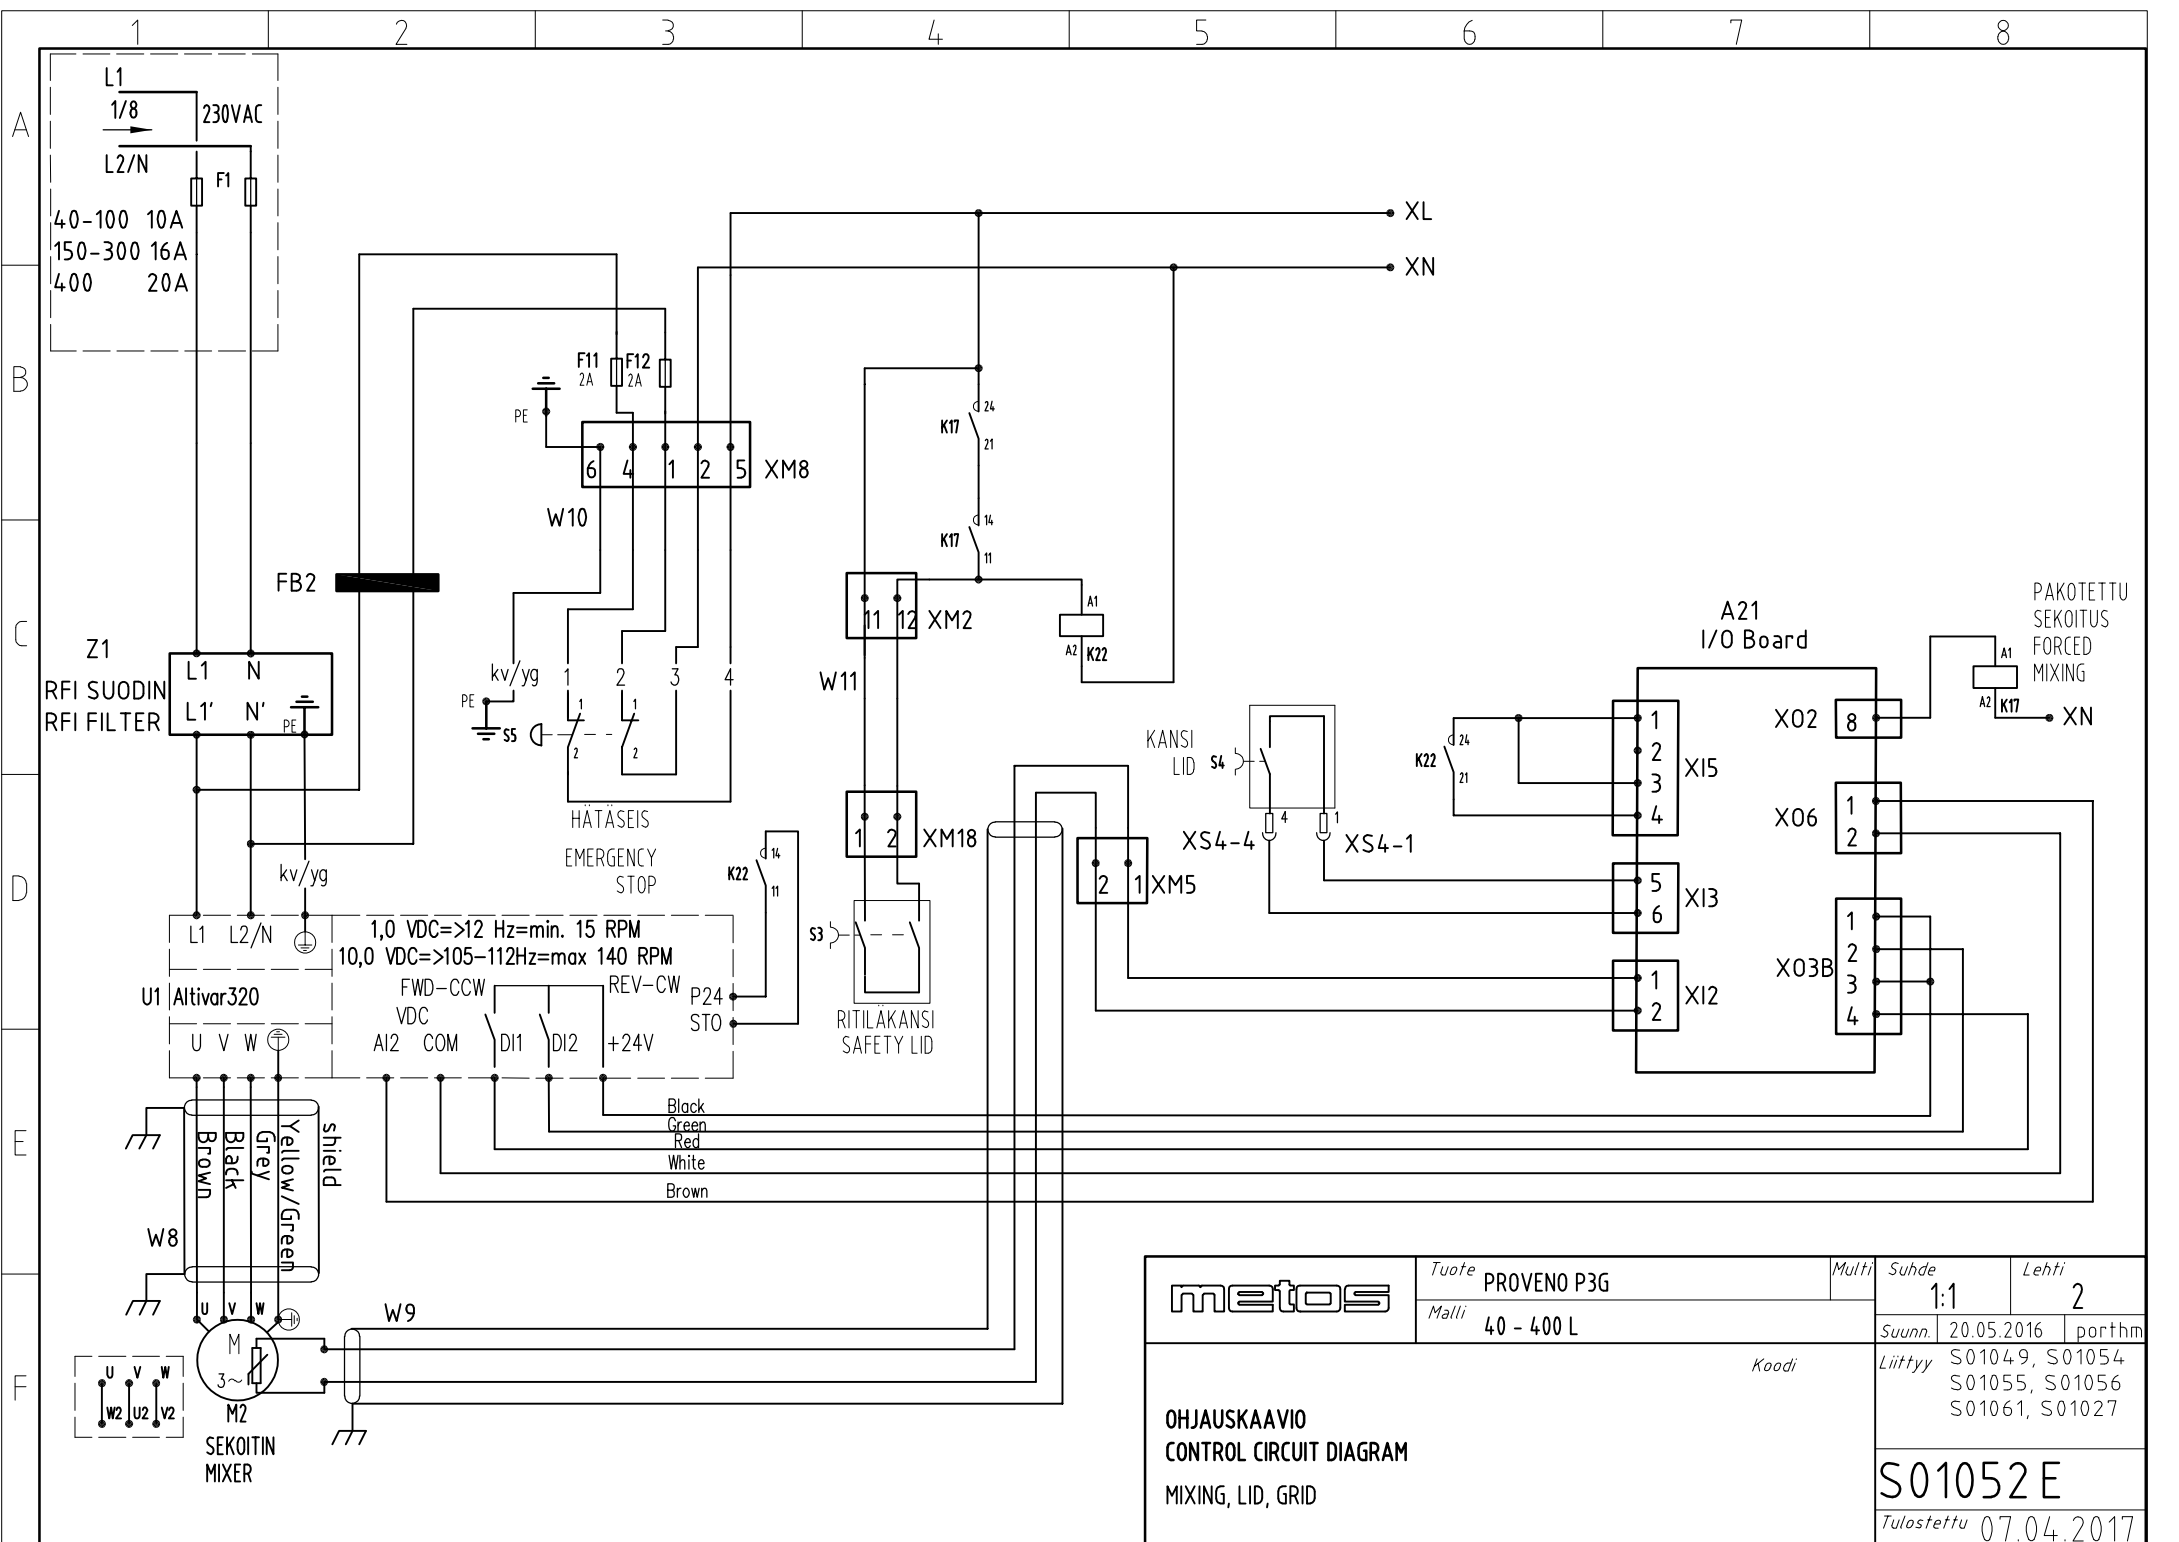 1 2 3 4 5 6 7 8
A
B
C
D
E
F
L1
1/8
230VAC
L2/N
F1
40-100 10A
150-300 16A
400 20A
XL
XN
F11
2A
F12
2A
PE
6 4 1 2 5
XM8
W10
K17
24
21
K17
14
11
FB2
11 12
XM2
A1
A2
K22
W11
Z1
RFI SUODIN
RFI FILTER
L1 N
L1' N'
PE
kv/yg
1 2 3 4
PE
S5
1
2
1
2
HÄTÄSEIS
EMERGENCY
STOP
KANSI
LID
S4
4
1
XS4-4
XS4-1
K22
24
21
A21
I/O Board
1
2
3
4
XI5
5
6
XI3
1
2
XI2
XO2
8
XO6
1
2
XO3B
1
2
3
4
PAKOTETTU
SEKOITUS
FORCED
MIXING
A1
A2
K17
XN
1 2
XM18
2 1
XM5
K22
14
11
S3
RITILÄKANSI
SAFETY LID
kv/yg
L1 L2/N
1,0 VDC=>12 Hz=min. 15 RPM
10,0 VDC=>105-112Hz=max 140 RPM
U1 Altivar320
FWD-CCW
REV-CW
VDC
P24
STO
U V W
AI2 COM DI1 DI2 +24V
Black
Green
Red
White
Brown
Brown
Black
Grey
Yellow/Green
shield
W8
U V W
M
3~
M2
SEKOITIN
MIXER
W9
U V W
W2 U2 V2
metos
Tuote PROVENO P3G
Multi
Malli 40 - 400 L
Suhde 1:1
Lehti 2
Suunn. 20.05.2016 porthm
Koodi
Liittyy S01049, S01054
S01055, S01056
S01061, S01027
OHJAUSKAAVIO
CONTROL CIRCUIT DIAGRAM
MIXING, LID, GRID
S01052 E
Tulostettu 07.04.2017